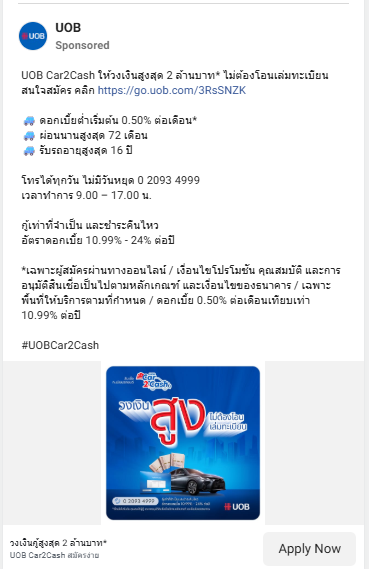 UOB
UOB
Sponsored
UOB Car2Cash ให้วงเงินสูงสุด 2 ล้านบาท* ไม่ต้องโอนเล่มทะเบียน
สนใจสมัคร คลิก https://go.uob.com/3RsSNZK
ดอกเบี้ยต่ำเริ่มต้น 0.50% ต่อเดือน*
ผ่อนนานสูงสุด 72 เดือน
รับรถอายุสูงสุด 16 ปี
โทรได้ทุกวัน ไม่มีวันหยุด 0 2093 4999
เวลาทำการ 9.00 – 17.00 น.
กู้เท่าที่จำเป็น และชำระคืนไหว
อัตราดอกเบี้ย 10.99% - 24% ต่อปี
*เฉพาะผู้สมัครผ่านทางออนไลน์ / เงื่อนไขโปรโมชัน คุณสมบัติ และการ
อนุมัติสินเชื่อเป็นไปตามหลักเกณฑ์ และเงื่อนไขของธนาคาร / เฉพาะ
พื้นที่ให้บริการตามที่กำหนด / ดอกเบี้ย 0.50% ต่อเดือนเทียบเท่า
10.99% ต่อปี
#UOBCar2Cash
Car
2Cash
วงเงิน สูง ไม่ต้องโอน
เล่มทะเบียน
0 2093-4999
UOB
วงเงินกู้สูงสุด 2 ล้านบาท*
UOB Car2Cash สมัครง่าย
Apply Now